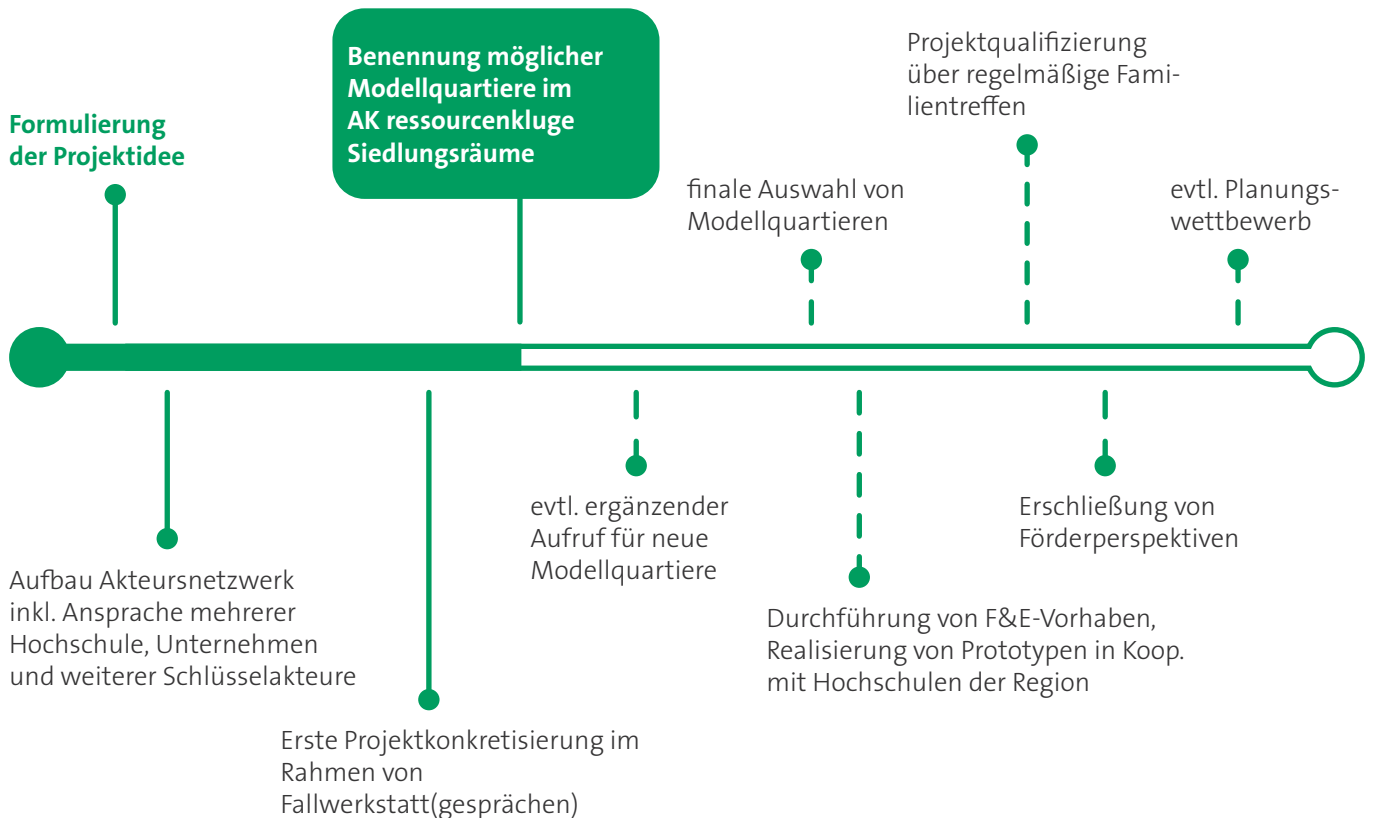 Formulierung
der Projektidee
Benennung möglicher
Modellquartiere im
AK ressourcenkluge
Siedlungsräume
finale Auswahl von
Modellquartieren
Projektqualifizierung
über regelmäßige Fami-
lientreffen
evtl. Planungs-
wettbewerb
Aufbau Akteursnetzwerk
inkl. Ansprache mehrerer
Hochschule, Unternehmen
und weiterer Schlüsselakteure
Erste Projektkonkretisierung im
Rahmen von
Fallwerkstatt(gesprächen)
evtl. ergänzender
Aufruf für neue
Modellquartiere
Durchführung von F&E-Vorhaben,
Realisierung von Prototypen in Koop.
mit Hochschulen der Region
Erschließung von
Förderperspektiven